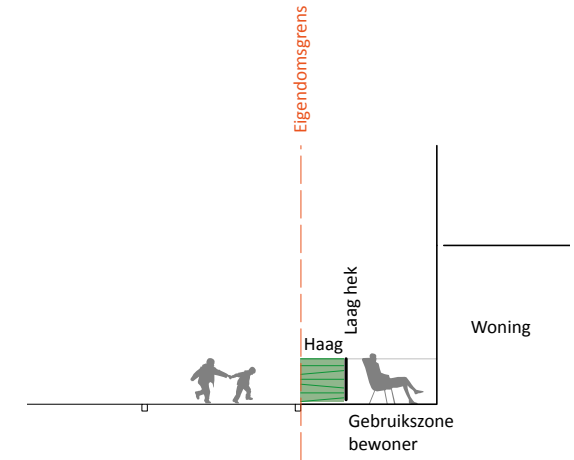 Eigendomsgrens
Laag hek
Haag
Woning
Gebruikszone
bewoner